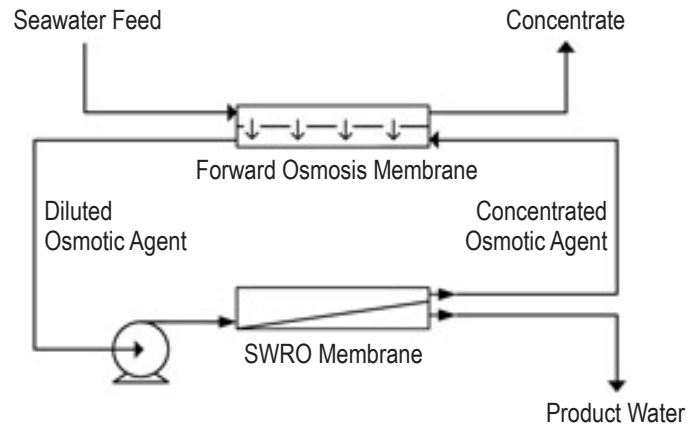 Seawater Feed
Concentrate
Forward Osmosis Membrane
Diluted
Osmotic Agent
Concentrated
Osmotic Agent
SWRO Membrane
Product Water